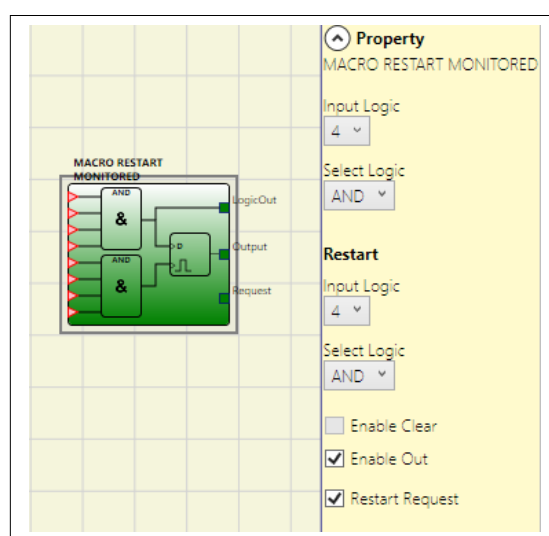 Property
MACRO RESTART MONITORED
Input Logic
4
Select Logic
AND
Restart
Input Logic
4
Select Logic
AND
Enable Clear
Enable Out
Restart Request
MACRO RESTART
MONITORED
AND
&
LogicOut
D
Output
AND
&
Request